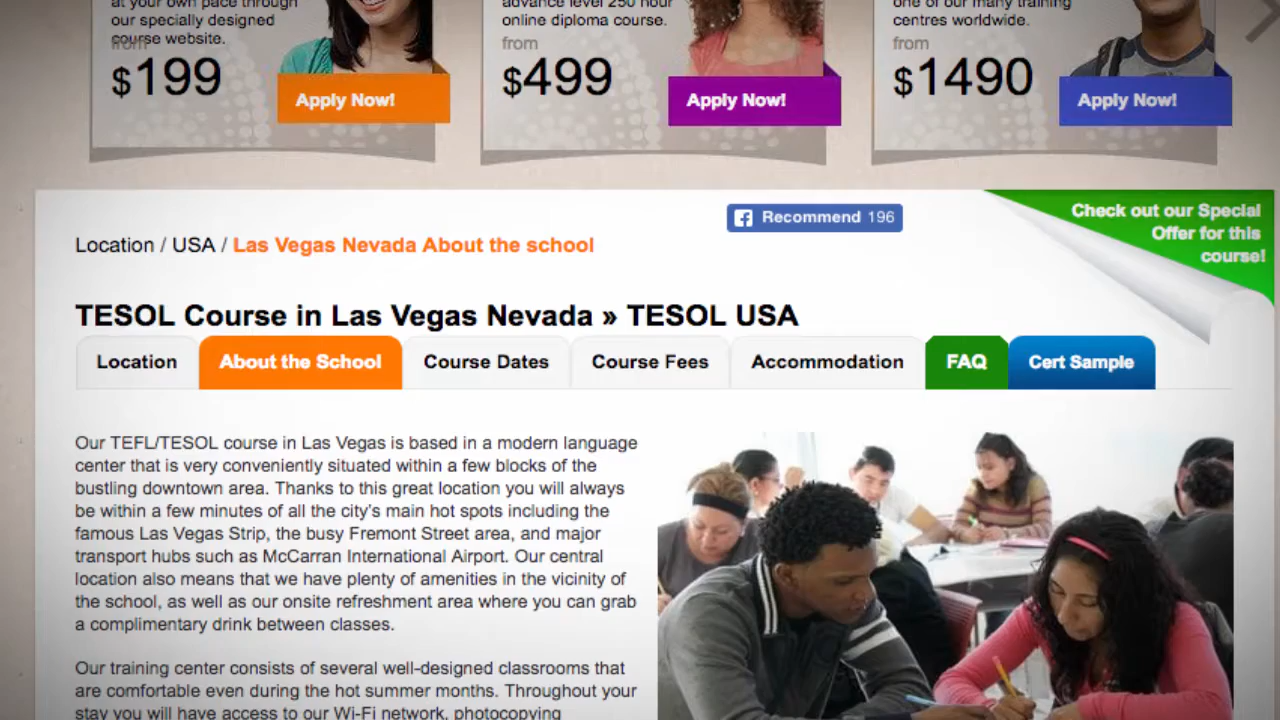 at your own pace through
our specially designed
course website.
from
$199
Apply Now!
advance level 250 hour
online diploma course.
from
$499
Apply Now!
one of our many training
centres worldwide.
from
$1490
Apply Now!
Recommend 196
Check out our Special
Offer for this
course!
Location / USA / Las Vegas Nevada About the school
TESOL Course in Las Vegas Nevada » TESOL USA
Location
About the School
Course Dates
Course Fees
Accommodation
FAQ
Cert Sample
Our TEFL/TESOL course in Las Vegas is based in a modern language
center that is very conveniently situated within a few blocks of the
bustling downtown area. Thanks to this great location you will always
be within a few minutes of all the city's main hot spots including the
famous Las Vegas Strip, the busy Fremont Street area, and major
transport hubs such as McCarran International Airport. Our central
location also means that we have plenty of amenities in the vicinity of
the school, as well as our onsite refreshment area where you can grab
a complimentary drink between classes.
Our training center consists of several well-designed classrooms that
are comfortable even during the hot summer months. Throughout your
stay you will have access to our Wi-Fi network, photocopying